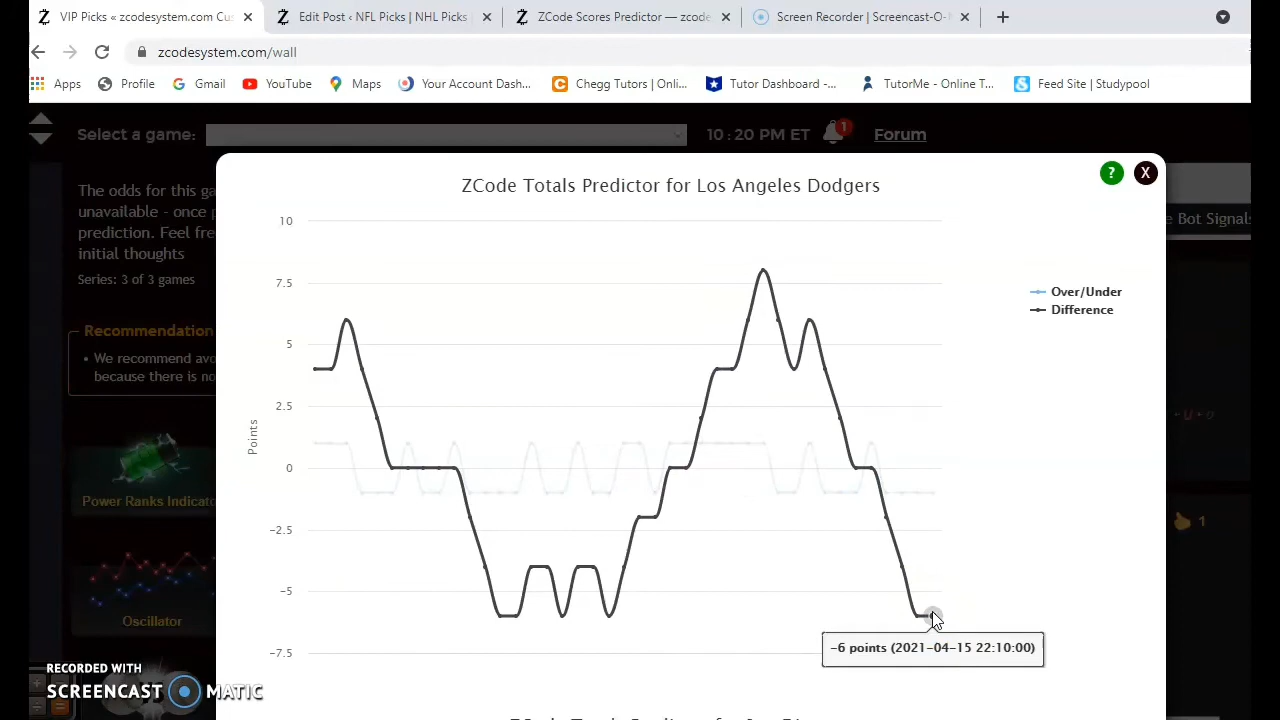 VIP Picks « zcodesystem.com Cus
Edit Post ‹ NFL Picks | NHL Picks
ZCode Scores Predictor — zcode
Screen Recorder | Screencast-O-
zcodesystem.com/wall
Apps
Profile
Gmail
YouTube
Maps
Your Account Dash...
Chegg Tutors | Onli...
Tutor Dashboard -...
TutorMe - Online T...
Feed Site | Studypool
Select a game:
10:20 PM ET
1
Forum
The odds for this ga
unavailable - once p
prediction. Feel fre
initial thoughts
Series: 3 of 3 games
Recommendation
• We recommend avo
because there is no
Power Ranks Indicato
Oscillator
e Bot Signals
1
ZCode Totals Predictor for Los Angeles Dodgers
?
X
10
7.5
5
2.5
0
−2.5
−5
−7.5
Points
Over/Under
Difference
-6 points (2021-04-15 22:10:00)
RECORDED WITH
SCREENCAST MATIC